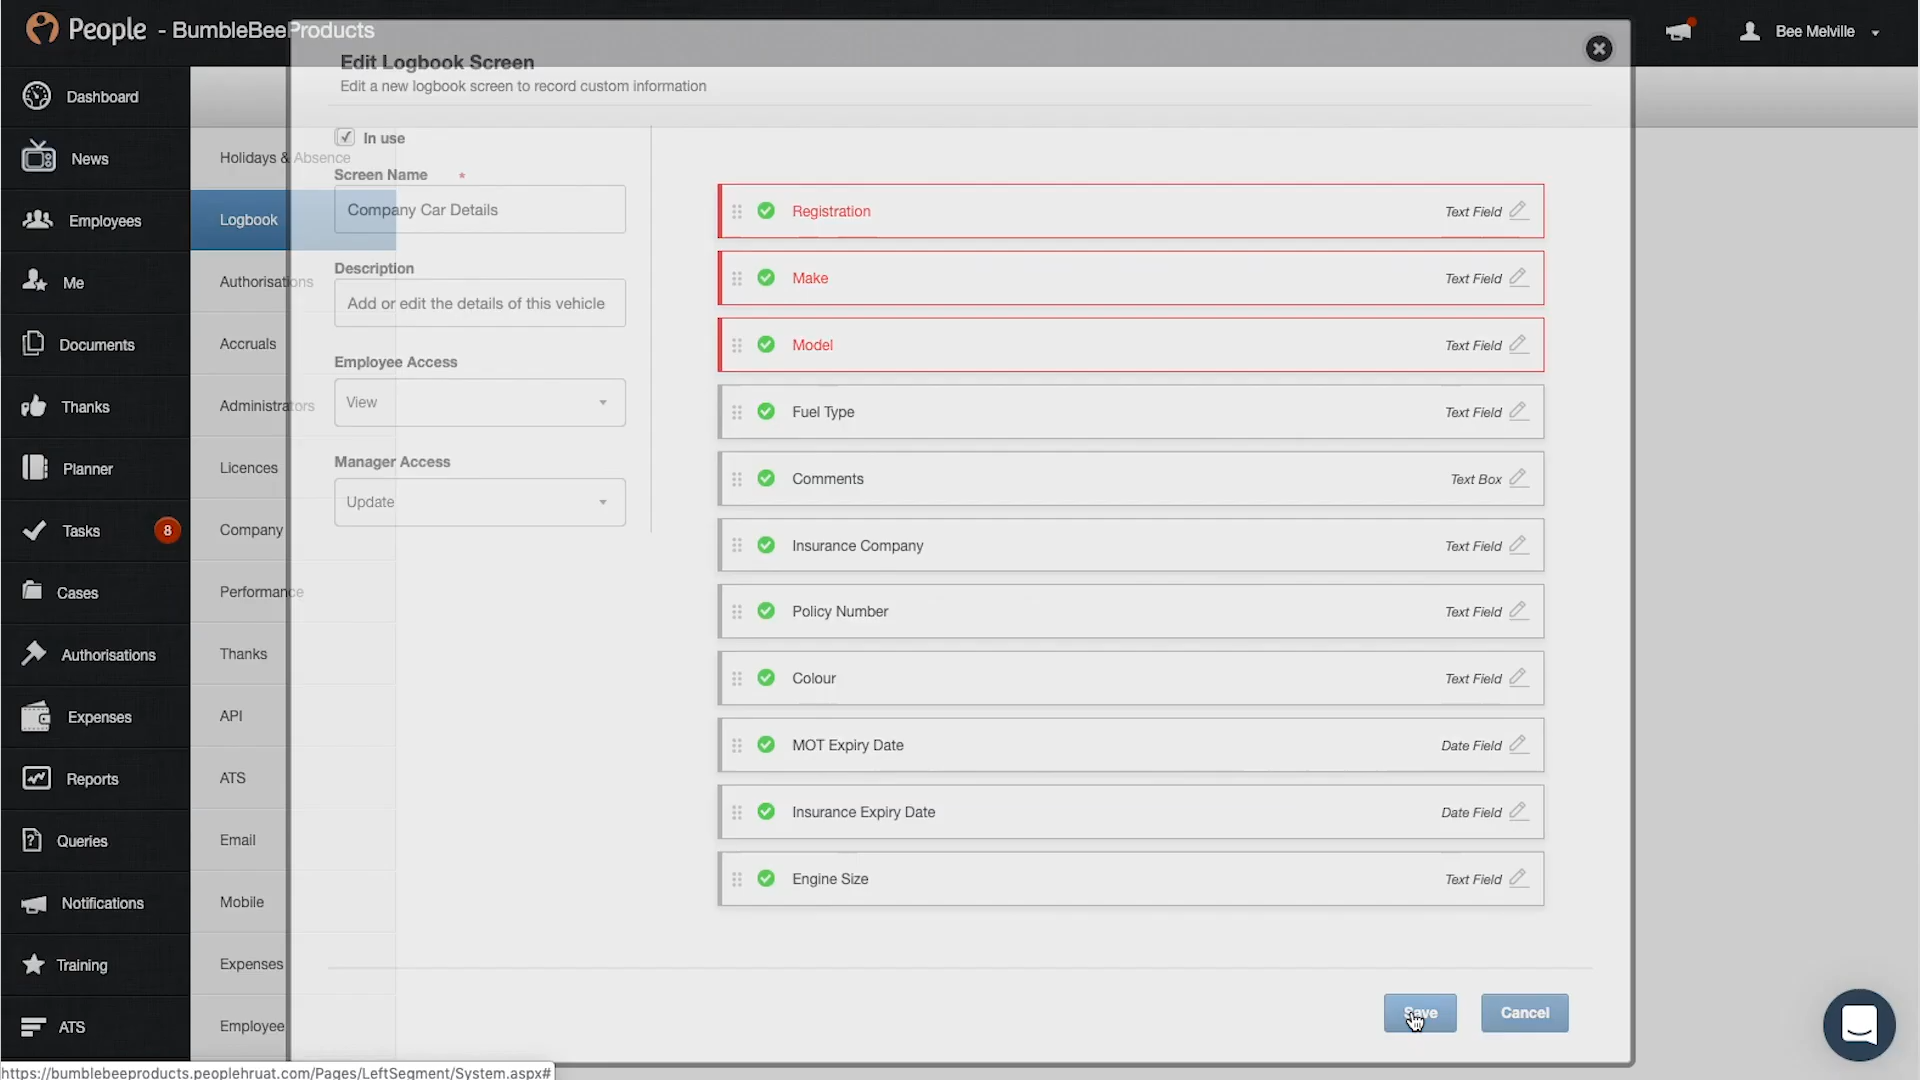 People - BumbleBeeProducts
Bee Melville
Dashboard
News
Employees
Me
Documents
Thanks
Planner
Tasks
8
Cases
Authorisations
Expenses
Reports
Queries
Notifications
Training
ATS
Holidays & Absence
Logbook
Authorisations
Accruals
Administrators
Licences
Company
Performance
Thanks
API
ATS
Email
Mobile
Expenses
Employee
Edit Logbook Screen
Edit a new logbook screen to record custom information
In use
Screen Name *
Company Car Details
Description
Add or edit the details of this vehicle
Employee Access
View
Manager Access
Update
Registration Text Field
Make Text Field
Model Text Field
Fuel Type Text Field
Comments Text Box
Insurance Company Text Field
Policy Number Text Field
Colour Text Field
MOT Expiry Date Date Field
Insurance Expiry Date Date Field
Engine Size Text Field
Save
Cancel
https://bumblebeeproducts.peoplehruat.com/Pages/LeftSegment/System.aspx#